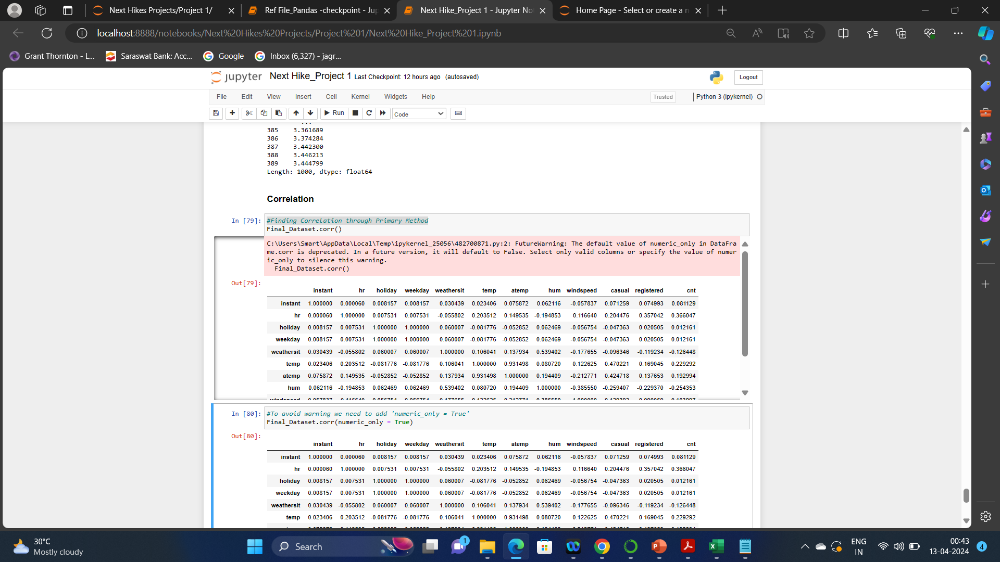 Next Hikes Projects/Project 1/
Ref File_Pandas -checkpoint - Ju
Next Hike_Project 1 - Jupyter No
Home Page - Select or create a n
localhost:8888/notebooks/Next%20Hikes%20Projects/Project%201/Next%20Hike_Project%201.ipynb
Grant Thornton - L...
Saraswat Bank: Acc...
Google
Inbox (6,327) - jagr...
jupyter Next Hike_Project 1 Last Checkpoint: 12 hours ago (autosaved)
Logout
File Edit View Insert Cell Kernel Widgets Help
Trusted
Python 3 (ipykernel)
Run
Code
...
385 3.361689
386 3.374284
387 3.442300
388 3.446213
389 3.444799
Length: 1000, dtype: float64
Correlation
In [79]: #Finding Correlation through Primary Method
Final_Dataset.corr()
C:\Users\Smart\AppData\Local\Temp\ipykernel_25056\482700871.py:2: FutureWarning: The default value of numeric_only in DataFra
me.corr is deprecated. In a future version, it will default to False. Select only valid columns or specify the value of numer
ic_only to silence this warning.
Final_Dataset.corr()
Out[79]:
instant hr holiday weekday weathersit temp atemp hum windspeed casual registered cnt
instant 1.000000 0.000060 0.008157 0.008157 0.030439 0.023406 0.075872 0.062116 -0.057837 0.071259 0.074993 0.081129
hr 0.000060 1.000000 0.007531 0.007531 -0.055802 0.203512 0.149535 -0.194853 0.116640 0.204476 0.357042 0.366047
holiday 0.008157 0.007531 1.000000 1.000000 0.060007 -0.081776 -0.052852 0.062469 -0.056754 -0.047363 0.020505 0.012161
weekday 0.008157 0.007531 1.000000 1.000000 0.060007 -0.081776 -0.052852 0.062469 -0.056754 -0.047363 0.020505 0.012161
weathersit 0.030439 -0.055802 0.060007 0.060007 1.000000 0.106041 0.137934 0.539402 -0.177655 -0.096346 -0.119234 -0.126448
temp 0.023406 0.203512 -0.081776 -0.081776 0.106041 1.000000 0.931498 0.080720 0.122625 0.470221 0.169045 0.229292
atemp 0.075872 0.149535 -0.052852 -0.052852 0.137934 0.931498 1.000000 0.194409 -0.212771 0.424718 0.137653 0.192994
hum 0.062116 -0.194853 0.062469 0.062469 0.539402 0.080720 0.194409 1.000000 -0.385550 -0.259407 -0.229370 -0.254353
In [80]: #To avoid warning we need to add 'numeric_only = True'
Final_Dataset.corr(numeric_only = True)
Out[80]:
instant hr holiday weekday weathersit temp atemp hum windspeed casual registered cnt
instant 1.000000 0.000060 0.008157 0.008157 0.030439 0.023406 0.075872 0.062116 -0.057837 0.071259 0.074993 0.081129
hr 0.000060 1.000000 0.007531 0.007531 -0.055802 0.203512 0.149535 -0.194853 0.116640 0.204476 0.357042 0.366047
holiday 0.008157 0.007531 1.000000 1.000000 0.060007 -0.081776 -0.052852 0.062469 -0.056754 -0.047363 0.020505 0.012161
weekday 0.008157 0.007531 1.000000 1.000000 0.060007 -0.081776 -0.052852 0.062469 -0.056754 -0.047363 0.020505 0.012161
weathersit 0.030439 -0.055802 0.060007 0.060007 1.000000 0.106041 0.137934 0.539402 -0.177655 -0.096346 -0.119234 -0.126448
temp 0.023406 0.203512 -0.081776 -0.081776 0.106041 1.000000 0.931498 0.080720 0.122625 0.470221 0.169045 0.229292
30°C
Mostly cloudy
Search
1
ENG
IN
00:43
13-04-2024
4